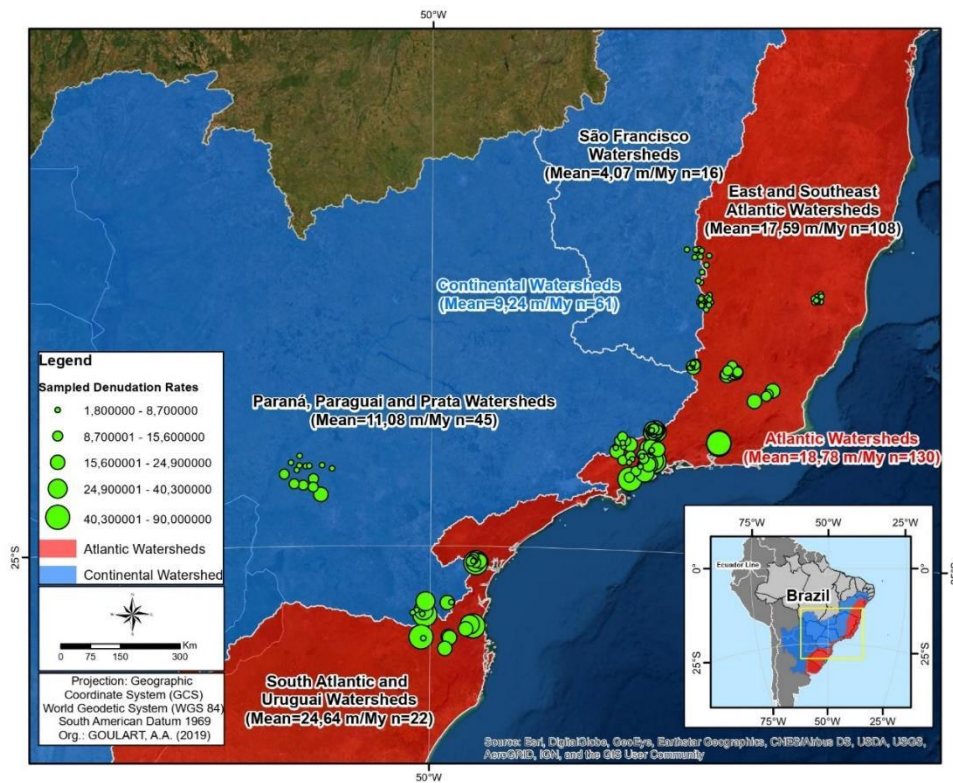 50°W
São Francisco
Watersheds
(Mean=4,07 m/My n=16)
East and Southeast
Atlantic Watersheds
(Mean=17,59 m/My n=108)
Continental Watersheds
(Mean=9,24 m/My n=61)
Paraná, Paraguai and Prata Watersheds
(Mean=11,08 m/My n=45)
Atlantic Watersheds
(Mean=18,78 m/My n=130)
Legend
Sampled Denudation Rates
1,800000 - 8,700000
8,700001 - 15,600000
15,600001 - 24,900000
24,900001 - 40,300000
40,300001 - 90,000000
Atlantic Watersheds
Continental Watershed
25°S
25°S
0 75 150 300 Km
Projection: Geographic
Coordinate System (GCS)
World Geodetic System (WGS 84)
South American Datum 1969
Org.: GOULART, A.A. (2019)
South Atlantic and
Uruguai Watersheds
(Mean=24,64 m/My n=22)
75°W 50°W 25°W
0°
Ecuador Line
0°
Brazil
25°S
25°S
75°W 50°W 25°W
Source: Esri, DigitalGlobe, GeoEye, Earthstar Geographics, CNES/Airbus DS, USDA, USGS,
AeroGRID, IGN, and the GIS User Community
50°W